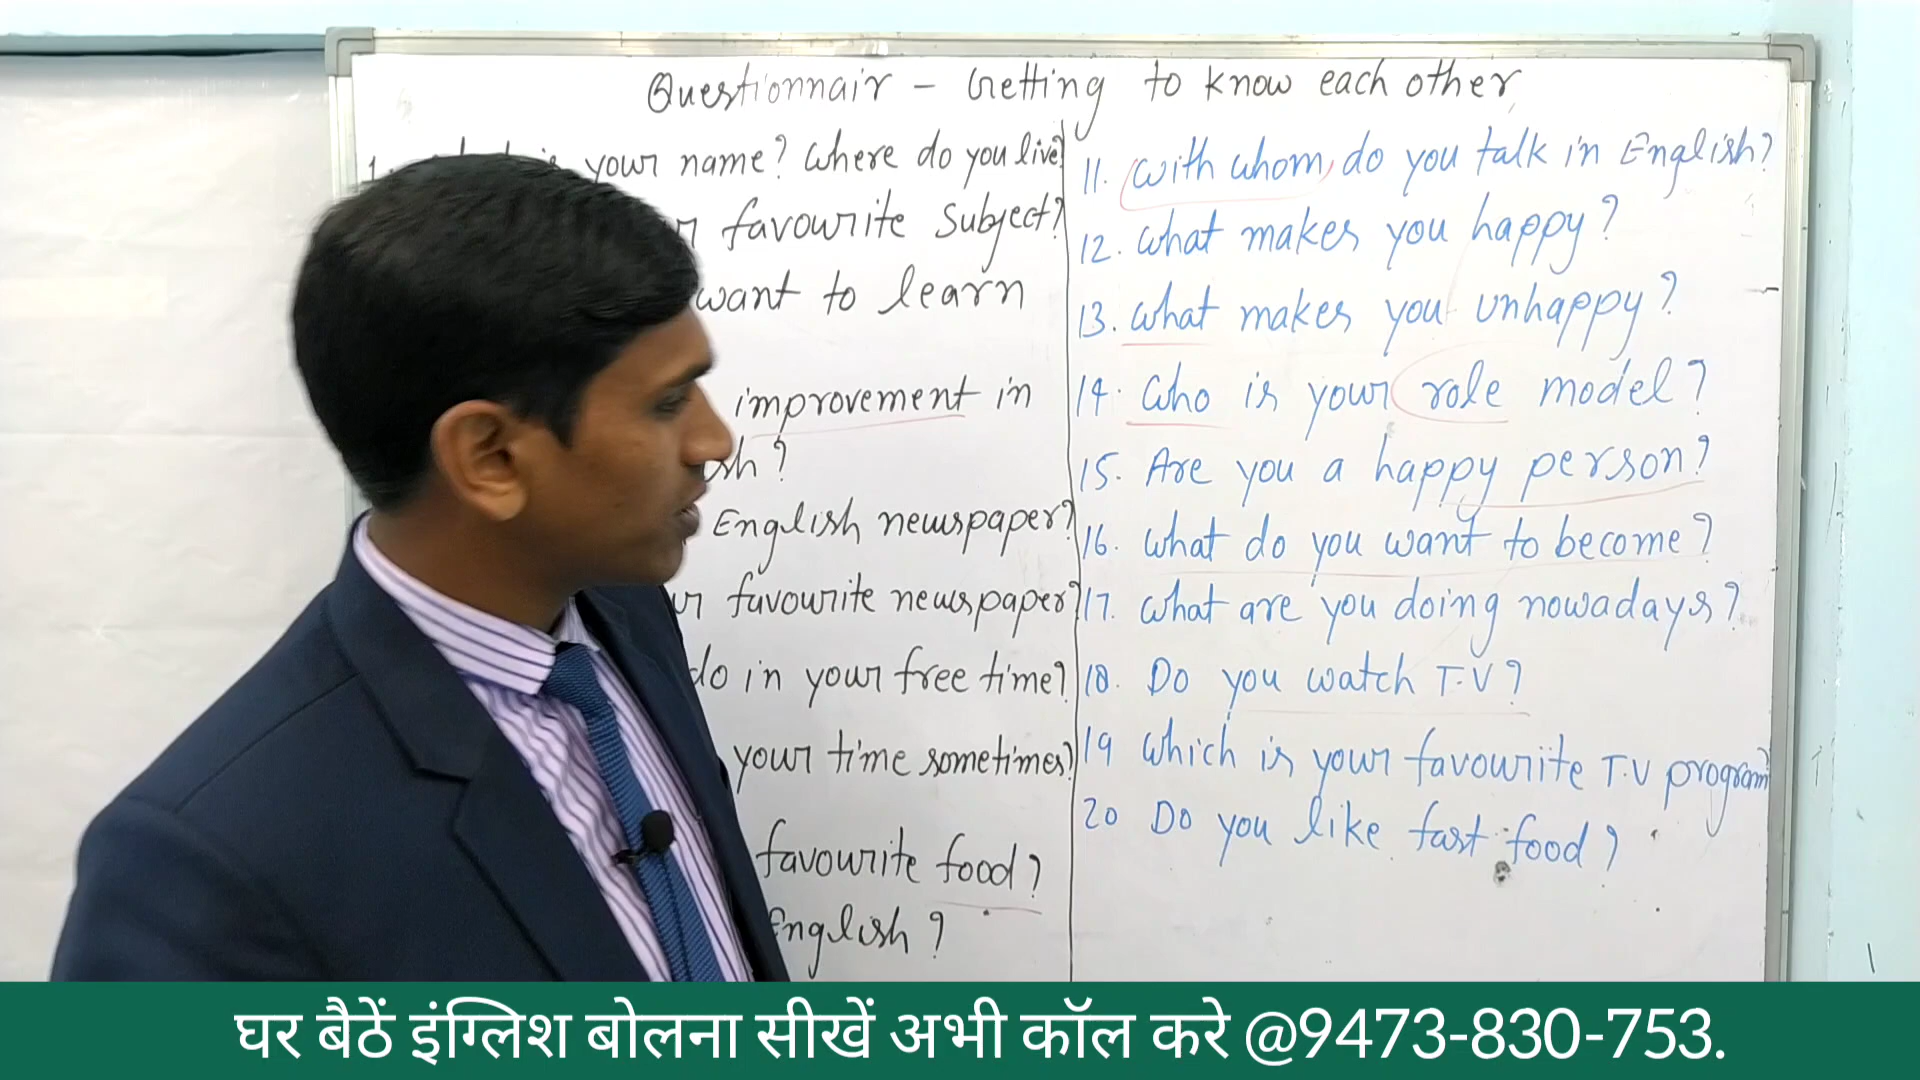 Questionnair - Getting to know each other
1. your name? Where do you live?
favourite Subject?
want to learn
improvement in
sh?
English newspaper?
ur favourite newspaper?
do in your free time?
your time sometimes?
favourite food?
English?
11. With whom, do you talk in English?
12. What makes you happy?
13. What makes you unhappy?
14. Who is your role model?
15. Are you a happy person?
16. What do you want to become?
17. What are you doing nowadays?
18. Do you watch T.V?
19 Which is your favourite T.V program?
20 Do you like fast food?
घर बैठें इंग्लिश बोलना सीखें अभी कॉल करे @9473-830-753.